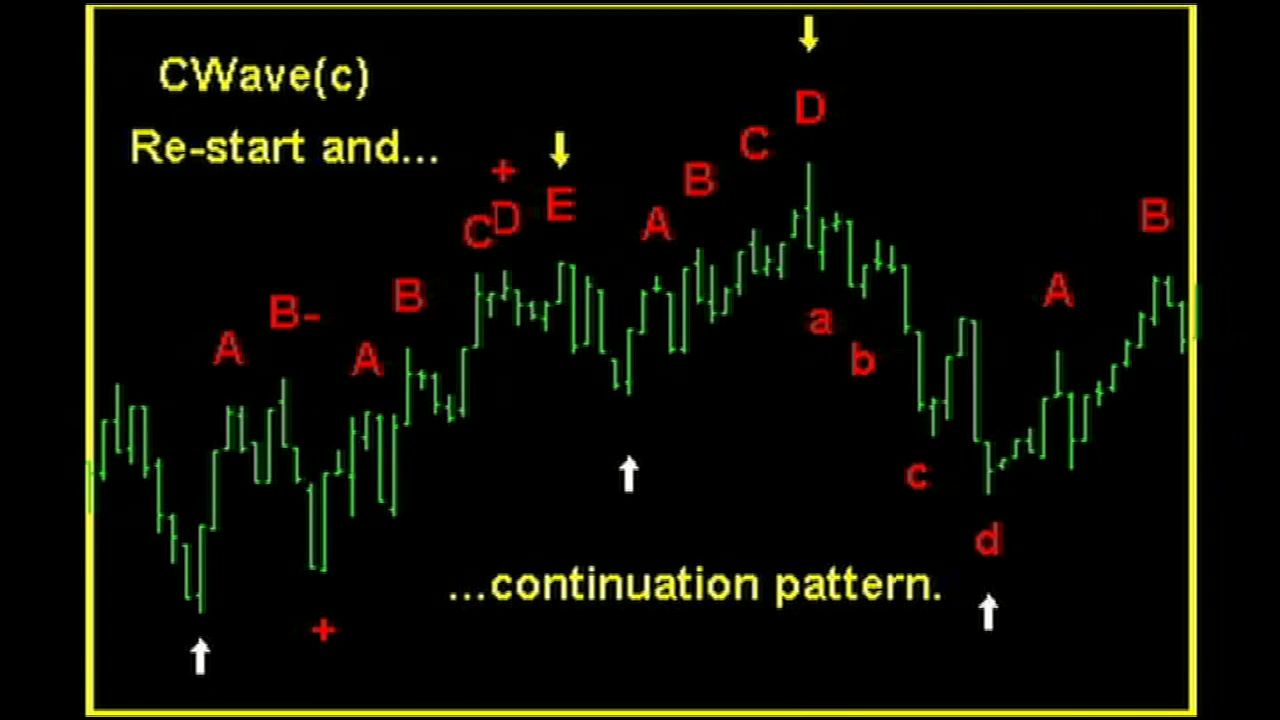 CWave(c)
Re-start and...
D
C
+
B
E
D
A
B
C
B
A
B
B-
a
A
A
b
c
d
...continuation pattern.
+